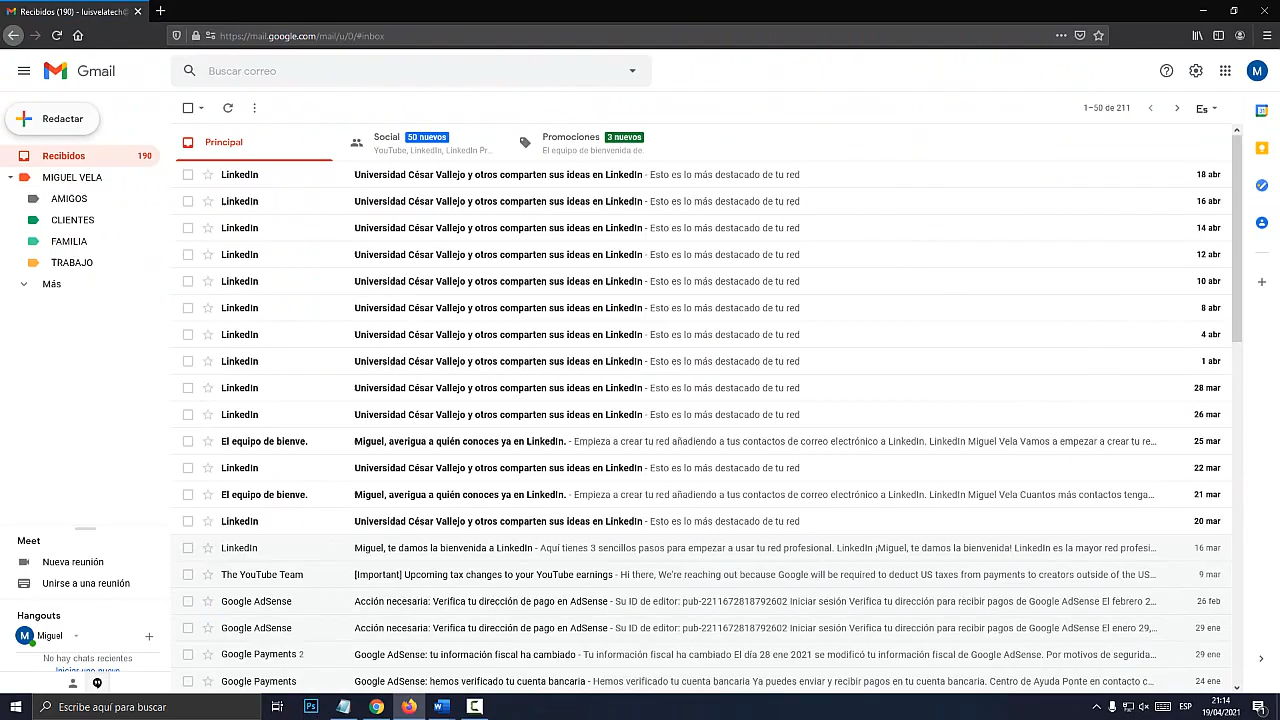 Recibidos (190) - luisvelatech@
https://mail.google.com/mail/u/0/#inbox
Gmail
Buscar correo
M
Redactar
1–50 de 211
Es
Recibidos 190
MIGUEL VELA
AMIGOS
CLIENTES
FAMILIA
TRABAJO
Más
Principal
Social 50 nuevos
YouTube, LinkedIn, LinkedIn Pr...
Promociones 3 nuevos
El equipo de bienvenida de
LinkedIn Universidad César Vallejo y otros comparten sus ideas en LinkedIn - Esto es lo más destacado de tu red 18 abr
LinkedIn Universidad César Vallejo y otros comparten sus ideas en LinkedIn - Esto es lo más destacado de tu red 16 abr
LinkedIn Universidad César Vallejo y otros comparten sus ideas en LinkedIn - Esto es lo más destacado de tu red 14 abr
LinkedIn Universidad César Vallejo y otros comparten sus ideas en LinkedIn - Esto es lo más destacado de tu red 12 abr
LinkedIn Universidad César Vallejo y otros comparten sus ideas en LinkedIn - Esto es lo más destacado de tu red 10 abr
LinkedIn Universidad César Vallejo y otros comparten sus ideas en LinkedIn - Esto es lo más destacado de tu red 8 abr
LinkedIn Universidad César Vallejo y otros comparten sus ideas en LinkedIn - Esto es lo más destacado de tu red 4 abr
LinkedIn Universidad César Vallejo y otros comparten sus ideas en LinkedIn - Esto es lo más destacado de tu red 1 abr
LinkedIn Universidad César Vallejo y otros comparten sus ideas en LinkedIn - Esto es lo más destacado de tu red 28 mar
LinkedIn Universidad César Vallejo y otros comparten sus ideas en LinkedIn - Esto es lo más destacado de tu red 26 mar
El equipo de bienve. Miguel, averigua a quién conoces ya en LinkedIn. - Empieza a crear tu red añadiendo a tus contactos de correo electrónico a LinkedIn. LinkedIn Miguel Vela Vamos a empezar a crear tu re... 25 mar
LinkedIn Universidad César Vallejo y otros comparten sus ideas en LinkedIn - Esto es lo más destacado de tu red 22 mar
El equipo de bienve. Miguel, averigua a quién conoces ya en LinkedIn. - Empieza a crear tu red añadiendo a tus contactos de correo electrónico a LinkedIn. LinkedIn Miguel Vela Cuantos más contactos tenga... 21 mar
LinkedIn Universidad César Vallejo y otros comparten sus ideas en LinkedIn - Esto es lo más destacado de tu red 20 mar
LinkedIn Miguel, te damos la bienvenida a LinkedIn - Aquí tienes 3 sencillos pasos para empezar a usar tu red profesional. LinkedIn ¡Miguel, te damos la bienvenida! LinkedIn es la mayor red profesi... 16 mar
The YouTube Team [Important] Upcoming tax changes to your YouTube earnings - Hi there, We're reaching out because Google will be required to deduct US taxes from payments to creators outside of the US... 9 mar
Google AdSense Acción necesaria: Verifica tu dirección de pago en AdSense - Su ID de editor: pub-2211672818792602 Iniciar sesión Verifica tu dirección para recibir pagos de Google AdSense El febrero 2... 26 feb
Google AdSense Acción necesaria: Verifica tu dirección de pago en AdSense - Su ID de editor: pub-2211672818792602 Iniciar sesión Verifica tu dirección para recibir pagos de Google AdSense El enero 29,... 29 ene
Google Payments 2 Google AdSense: tu información fiscal ha cambiado - Tu información fiscal ha cambiado El día 28 ene 2021 se modificó tu información fiscal de Google AdSense. Por motivos de segurida... 29 ene
Google Payments Google AdSense: hemos verificado tu cuenta bancaria - Hemos verificado tu cuenta bancaria Ya puedes enviar y recibir pagos en tu cuenta bancaria. Centro de Ayuda Ponte en contacto c... 24 ene
Meet
Nueva reunión
Unirse a una reunión
Hangouts
M Miguel
No hay chats recientes
Iniciar uno nuevo
Escribe aquí para buscar
Ps
W
ESP
21:14
19/04/2021
1